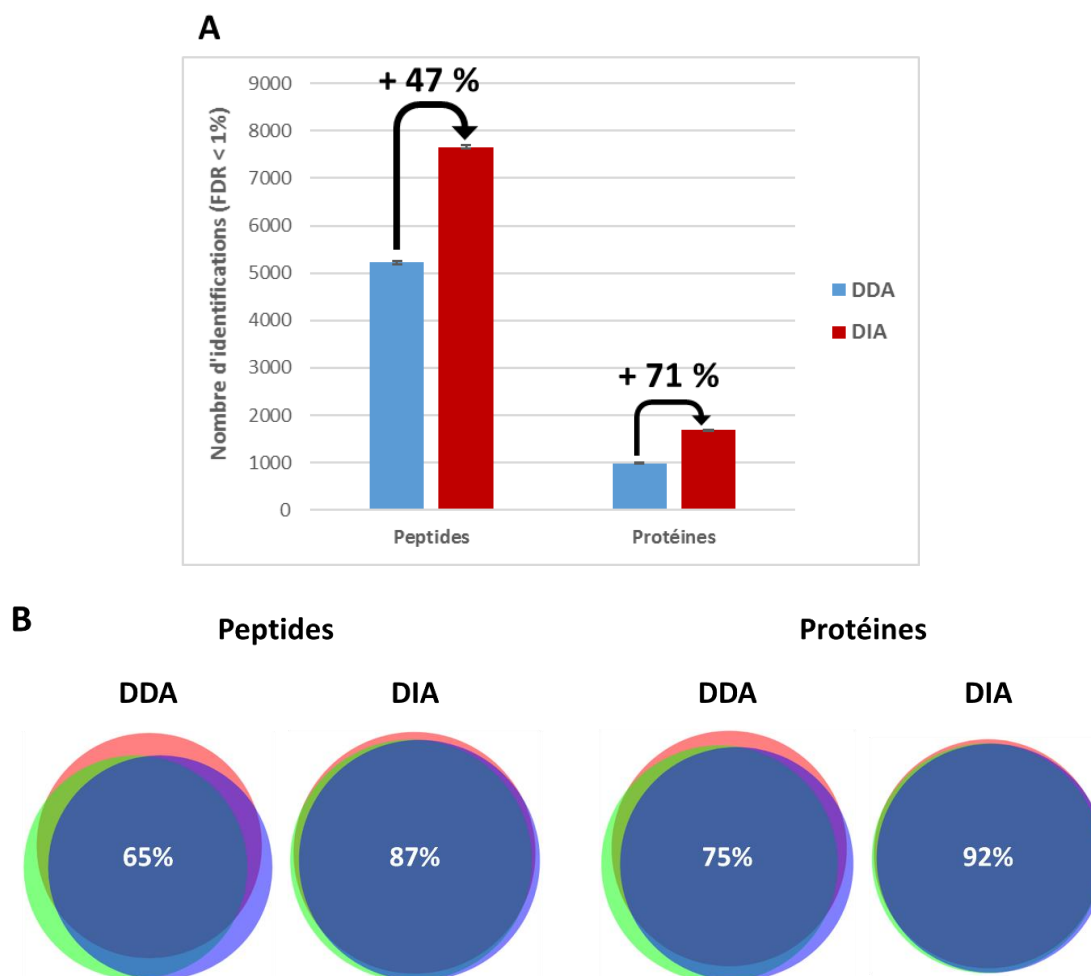 A
+ 47 %
9000
8000
7000
6000
5000
4000
3000
2000
1000
0
Nombre d'identifications (FDR < 1%)
+ 71 %
DDA
DIA
Peptides Protéines
B
Peptides Protéines
DDA DIA DDA DIA
65% 87% 75% 92%